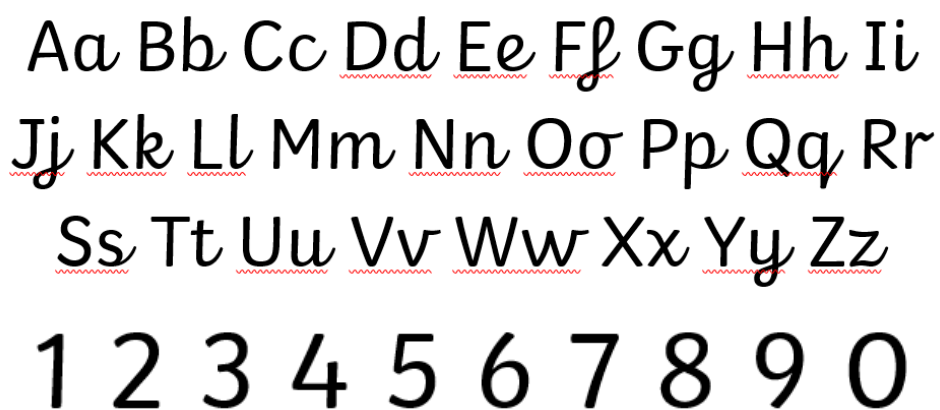 Aa Bb Cc Dd Ee Ff Gg Hh Ii
Jj Kk Ll Mm Nn Oo Pp Qq Rr
Ss Tt Uu Vv Ww Xx Yy Zz
1 2 3 4 5 6 7 8 9 0